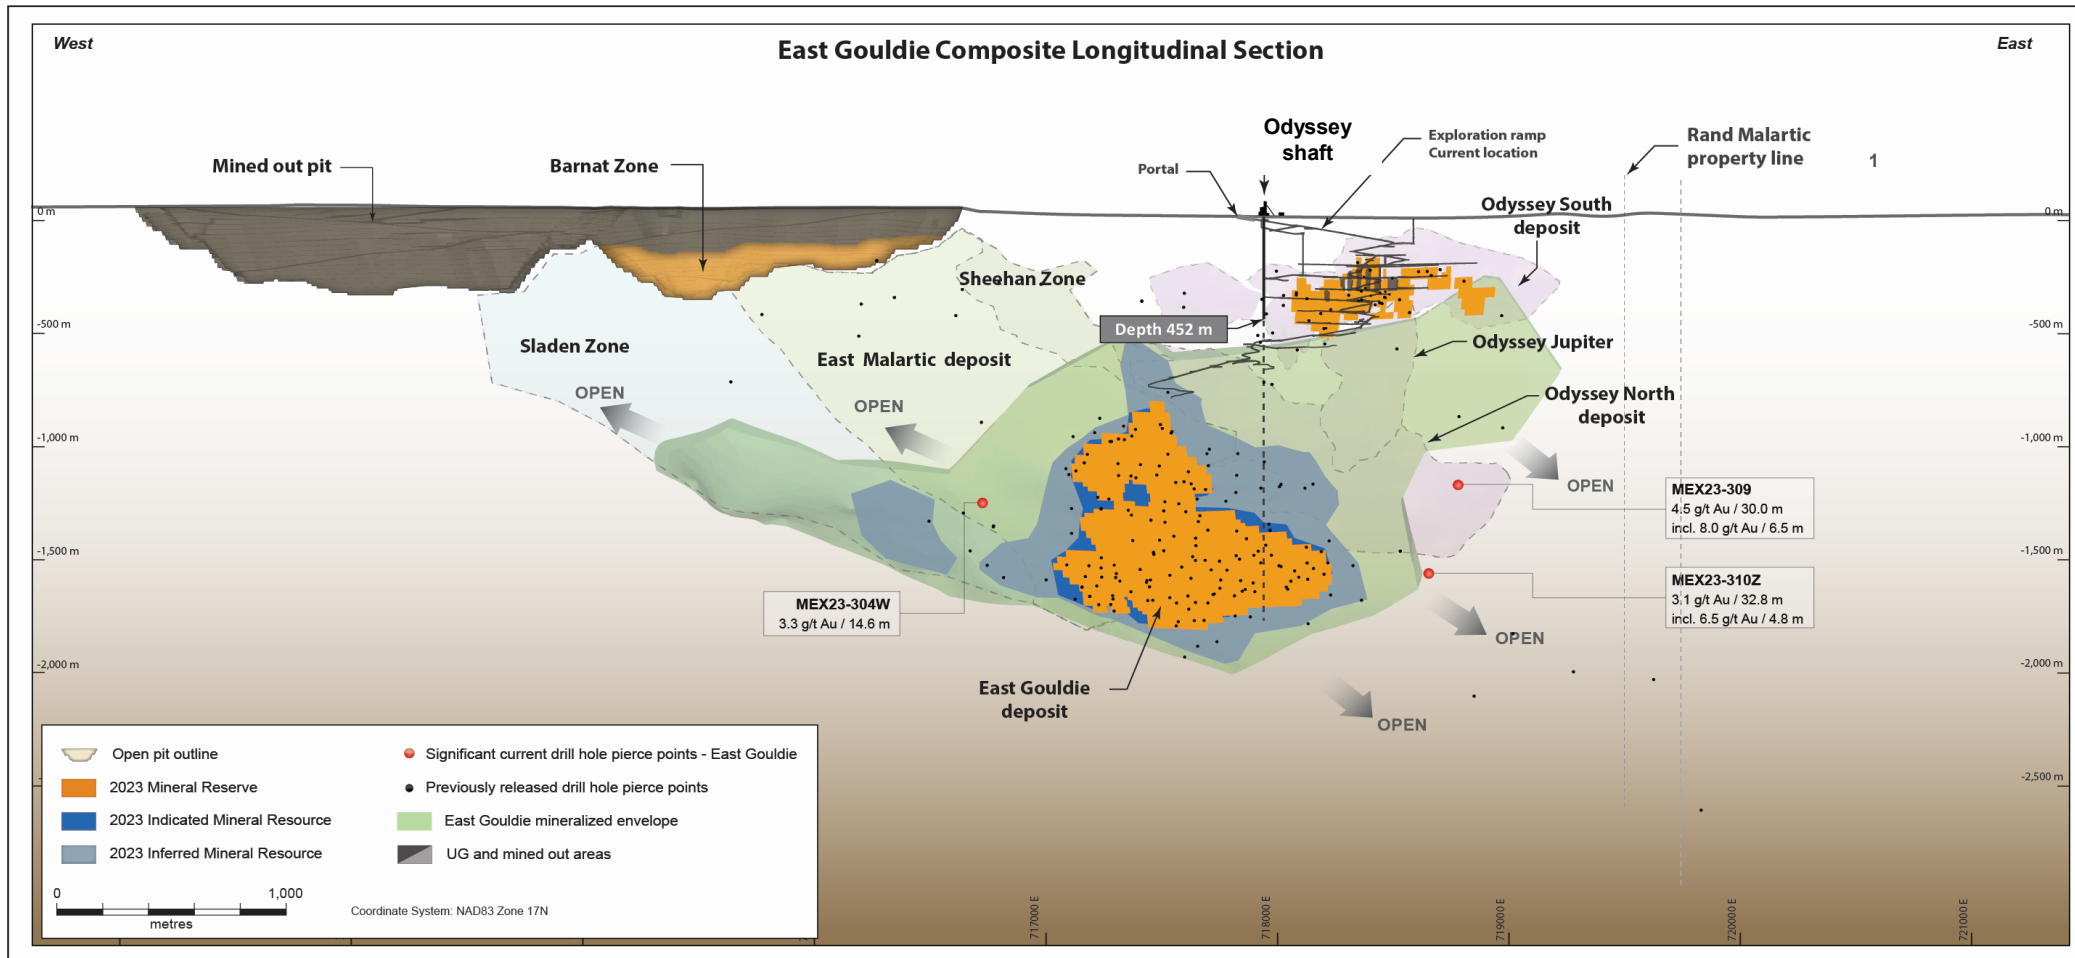 West
East
East Gouldie Composite Longitudinal Section
Mined out pit
Barnat Zone
Portal
Odyssey
shaft
Exploration ramp
Current location
Rand Malartic
property line
1
0 m
0 m
Odyssey South
deposit
Sheehan Zone
-500 m
-500 m
Depth 452 m
Sladen Zone
East Malartic deposit
Odyssey Jupiter
OPEN
OPEN
Odyssey North
deposit
-1,000 m
-1,000 m
OPEN
MEX23-309
4.5 g/t Au / 30.0 m
incl. 8.0 g/t Au / 6.5 m
-1,500 m
-1,500 m
MEX23-304W
3.3 g/t Au / 14.6 m
MEX23-310Z
3.1 g/t Au / 32.8 m
incl. 6.5 g/t Au / 4.8 m
OPEN
-2,000 m
-2,000 m
East Gouldie
deposit
OPEN
-2,500 m
Open pit outline
2023 Mineral Reserve
2023 Indicated Mineral Resource
2023 Inferred Mineral Resource
Significant current drill hole pierce points - East Gouldie
Previously released drill hole pierce points
East Gouldie mineralized envelope
UG and mined out areas
0
1,000
metres
Coordinate System: NAD83 Zone 17N
717000 E
718000 E
719000 E
720000 E
721000 E